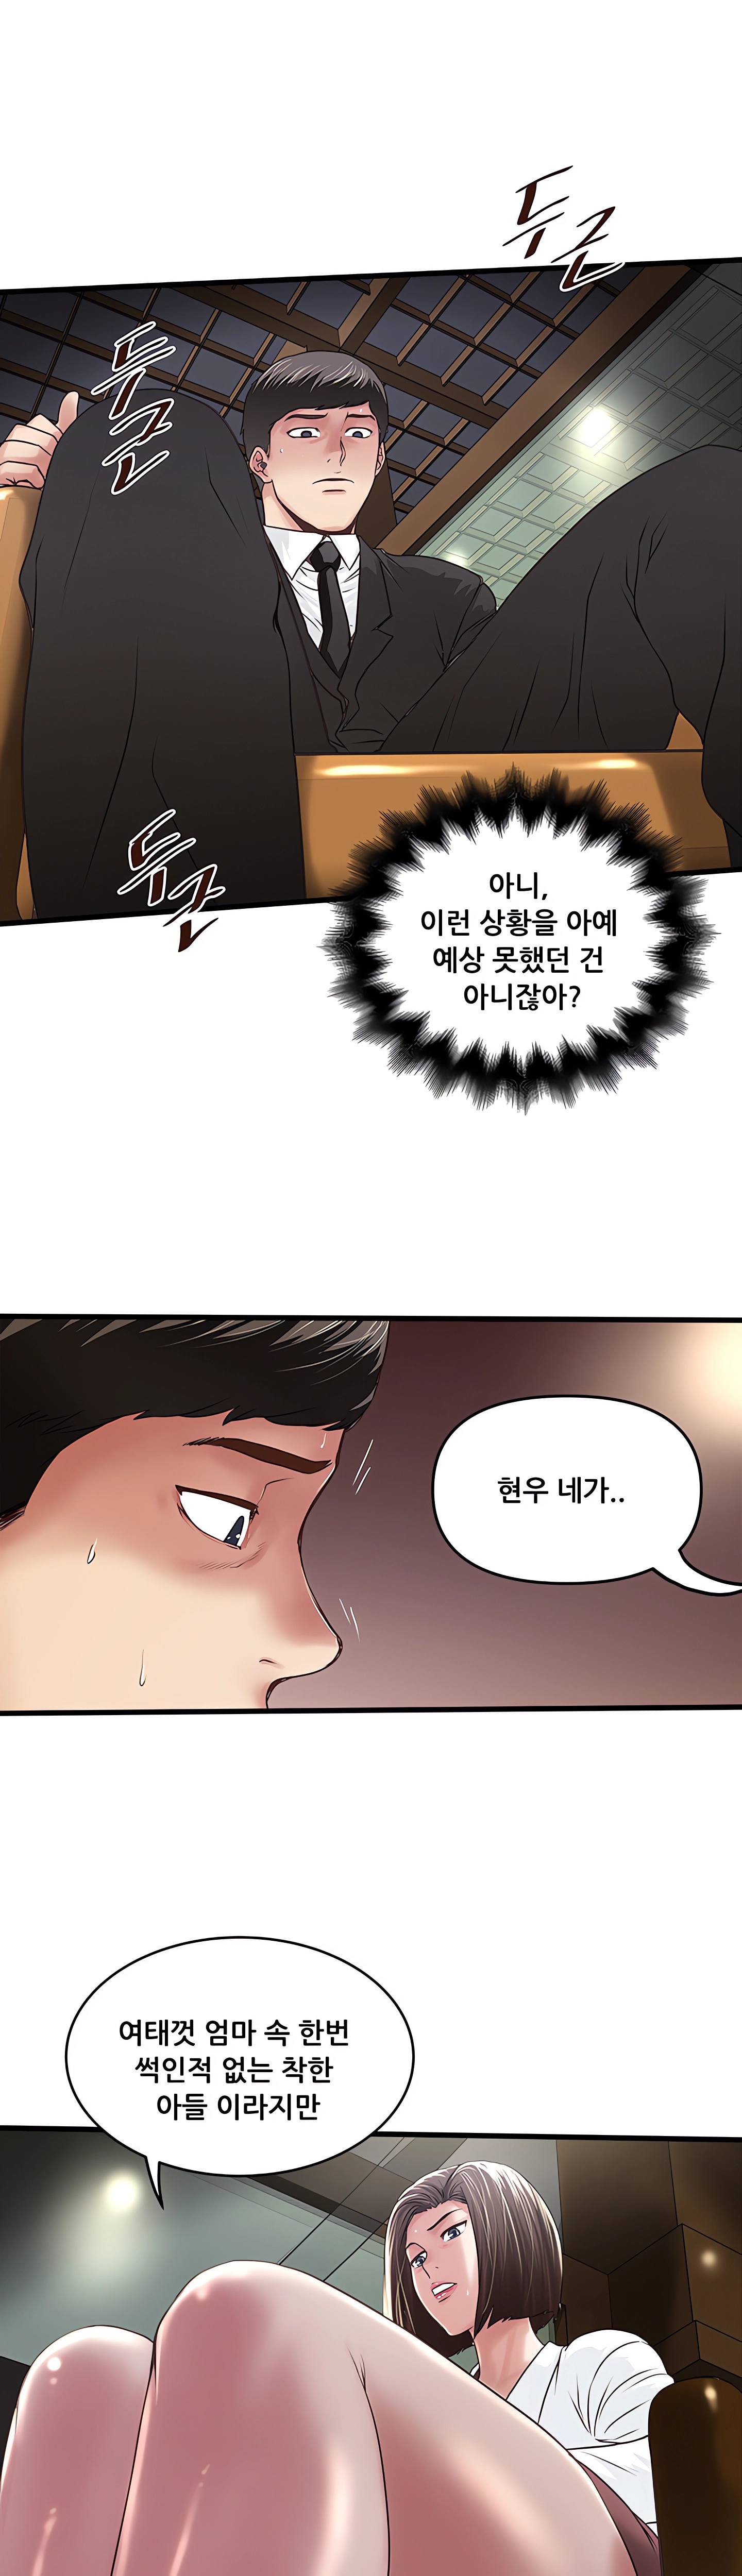 두근
두근
두근
아니,
이런 상황을 아예
예상 못했던 건
아니잖아?
현우 네가..
여태껏 엄마 속 한번
썩인적 없는 착한
아들 이라지만